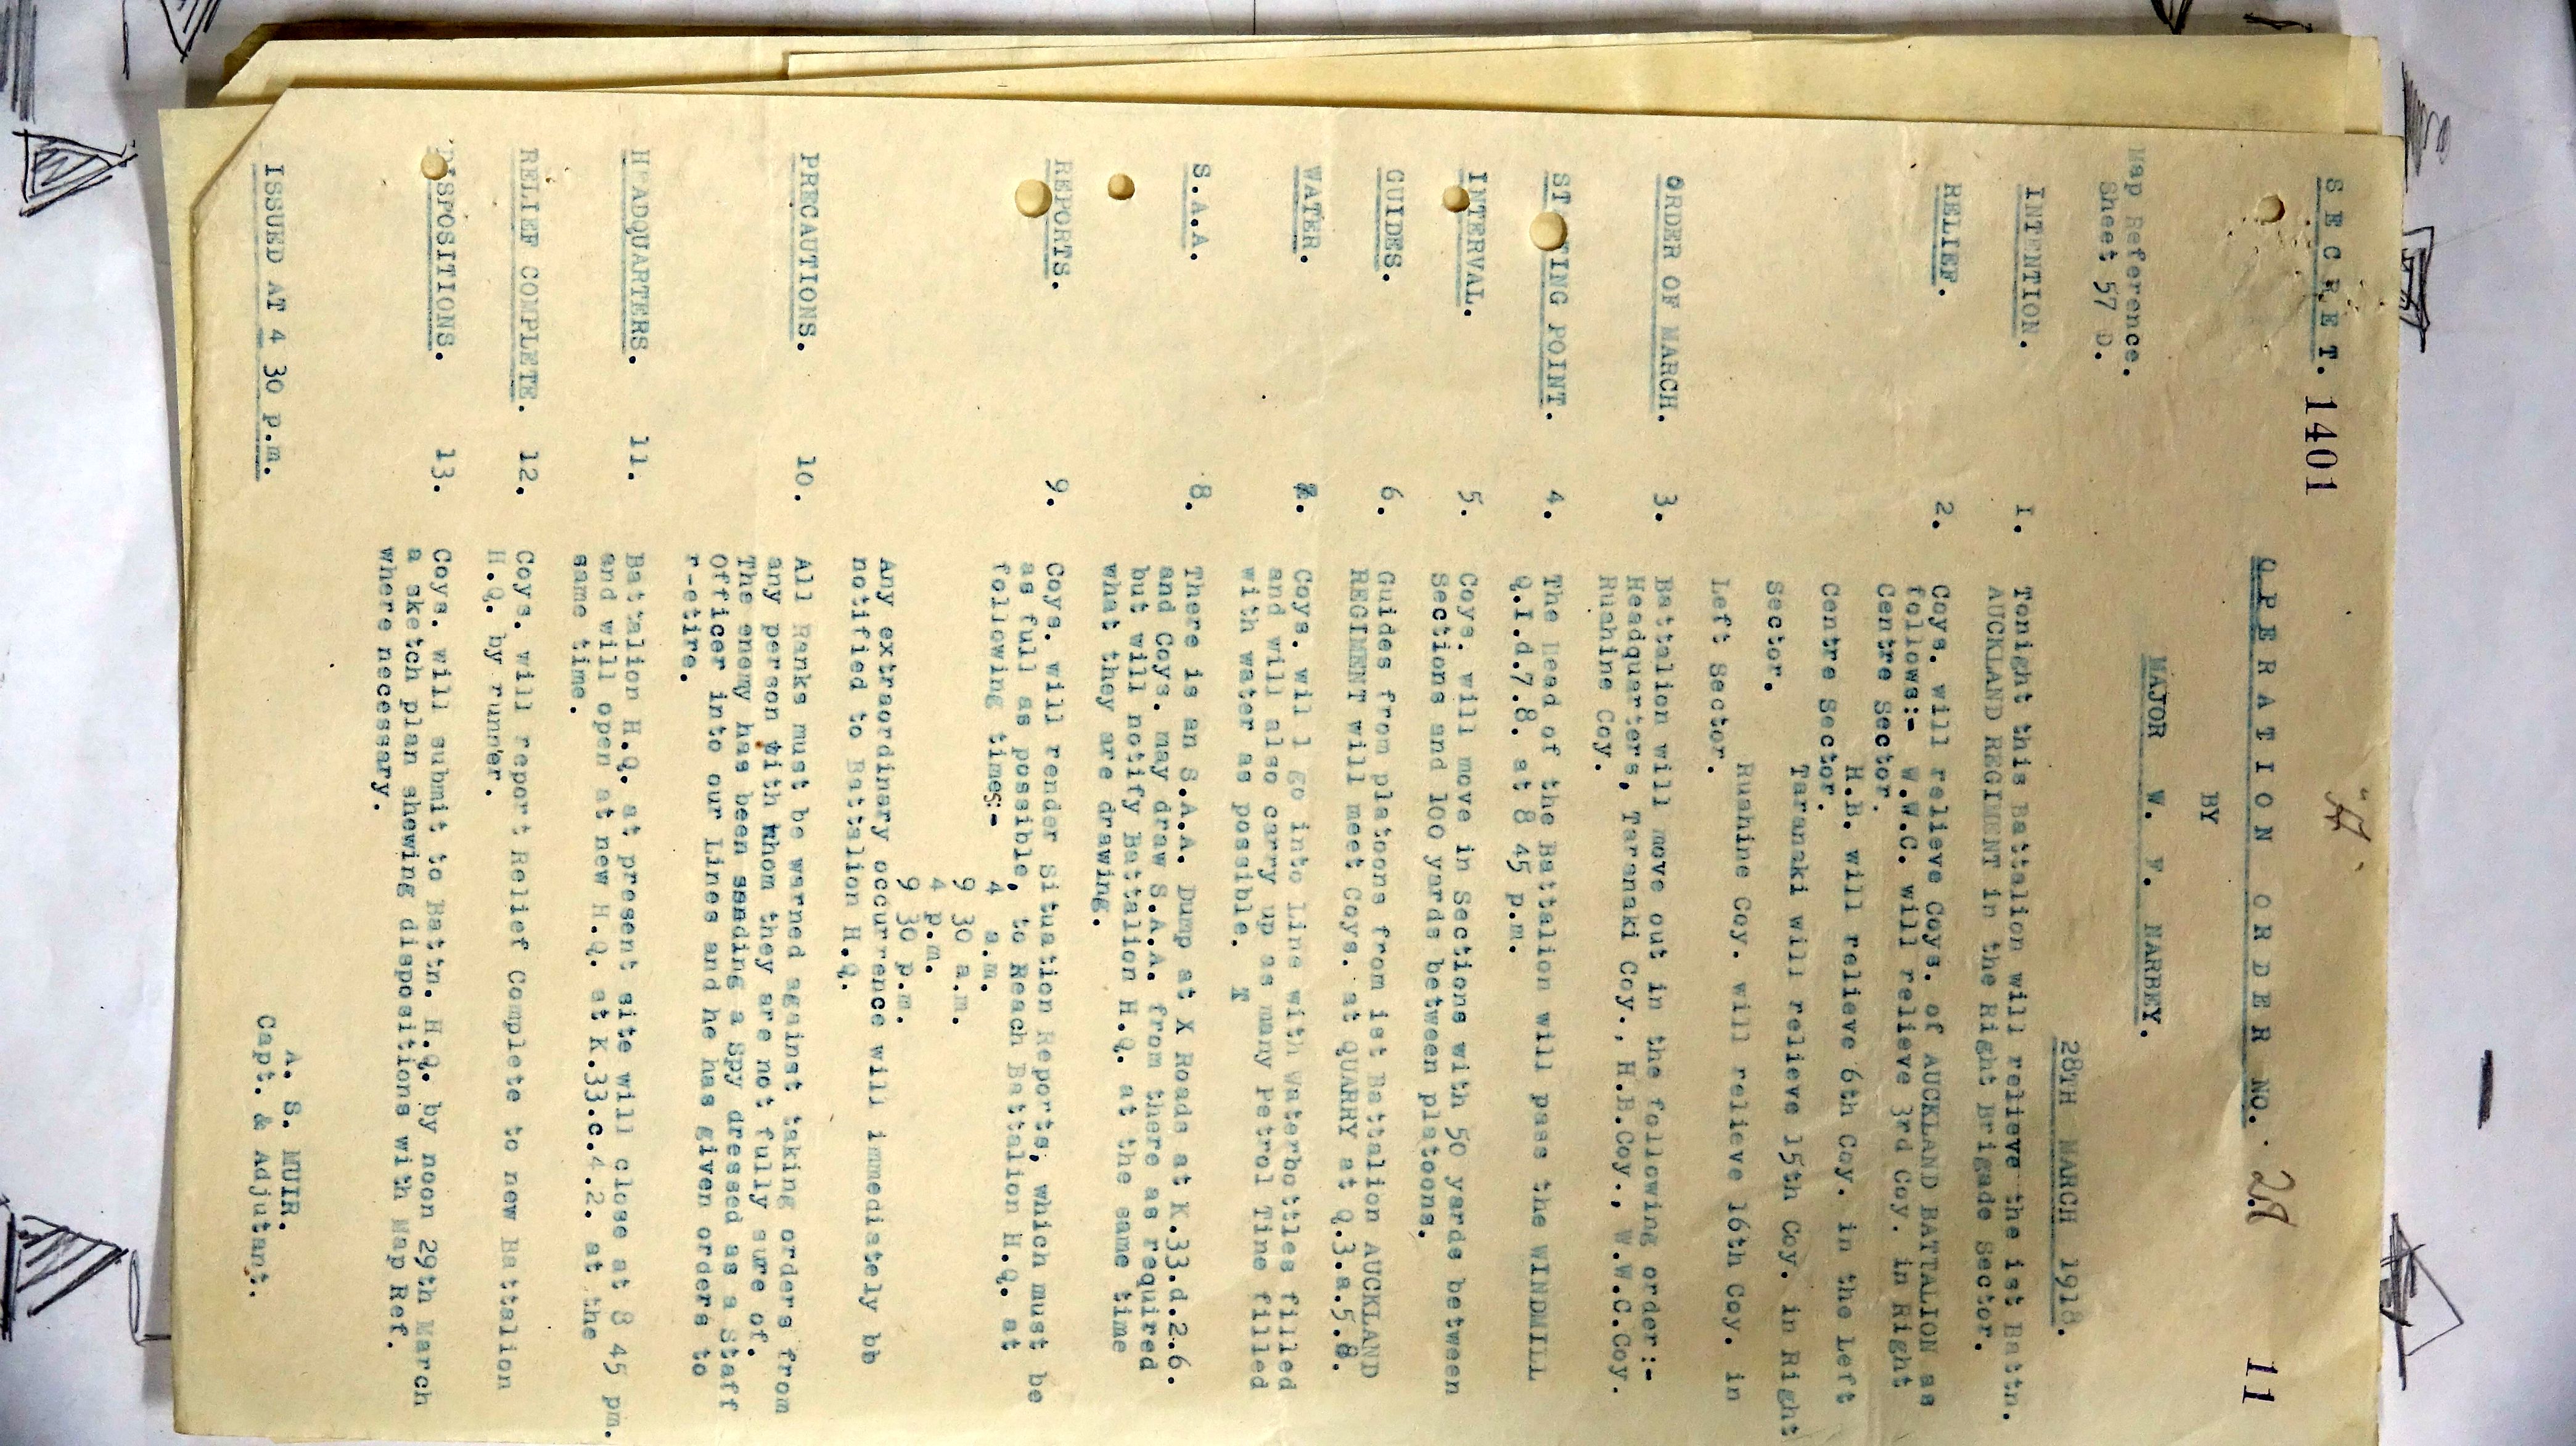 S E C R E T. 1401
O P E R A T I O N O R D E R NO. 29 11
BY
Map Reference.
Sheet 57 D.
MAJOR W. F. NARBEY.
28TH MARCH 1918.
INTENTION. 1. Tonight this Battalion will relieve the 1st Battn.
AUCKLAND REGIMENT in the Right Brigade Sector.
RELIEF. 2. Coys. will relieve Coys. of AUCKLAND BATTALION as
follows:- W.W.C. will relieve 3rd Coy. in Right
Centre Sector.
H.B. will relieve 6th Coy. in the Left
Centre Sector.
Taranaki will relieve 15th Coy. in Right
Sector.
Ruahine Coy. will relieve 16th Coy. in
Left Sector.
ORDER OF MARCH. 3. Battalion will move out in the following order:-
Headquarters, Taranaki Coy., H.B.Coy., W.W.C.Coy.
Ruahine Coy.
ST TING POINT. 4. The Head of the Battalion will pass the WINDMILL
Q.1.d.7.8. at 8 45 p.m.
INTERVAL. 5. Coys. will move in Sections with 50 yards between
Sections and 100 yards between platoons.
GUIDES. 6. Guides from platoons from 1st Battalion AUCKLAND
REGIMENT will meet Coys. at QUARRY at Q.3.a.5.8.
WATER. 7. Coys. will l go into Line with Waterbottles filled
and will also carry up as many Petrol Tins filled
with water as possible. T
S.A.A. 8. There is an S.A.A. Dump at X Roads at K.33.d.2.6.
and Coys. may draw S.A.A. from there as required
but will notify Battalion H.Q. at the same time
what they are drawing.
REPORTS. 9. Coys. will render Situation Reports, which must be
as full as possible, to Reach Battalion H.Q. at
following times:- 4 a.m.
9 30 a.m.
4 p.m.
9 30 p.m.
Any extraordinary occurrence will immediately bb
notified to Battalion H.Q.
PRECAUTIONS. 10. All Ranks must be warned against taking orders from
any person with whom they are not fully sure of.
The enemy has been sending a Spy dressed as a Staff
Officer into our Lines and he has given orders to
r-etire.
H ADQUARTERS. 11. Battalion H.Q. at present site will close at 8 45 pm.
and will open at new H.Q. at K.33.c.4.2. at the
same time.
RELIEF COMPLETE. 12. Coys. will report Relief Complete to new Battalion
H.Q. by runner.
SPOSITIONS. 13. Coys. will submit to Battn. H.Q. by noon 29th March
a sketch plan shewing dispositions with Map Ref.
where necessary.
A. S. MUIR.
ISSUED AT 4 30 p.m. Capt. & Adjutant.